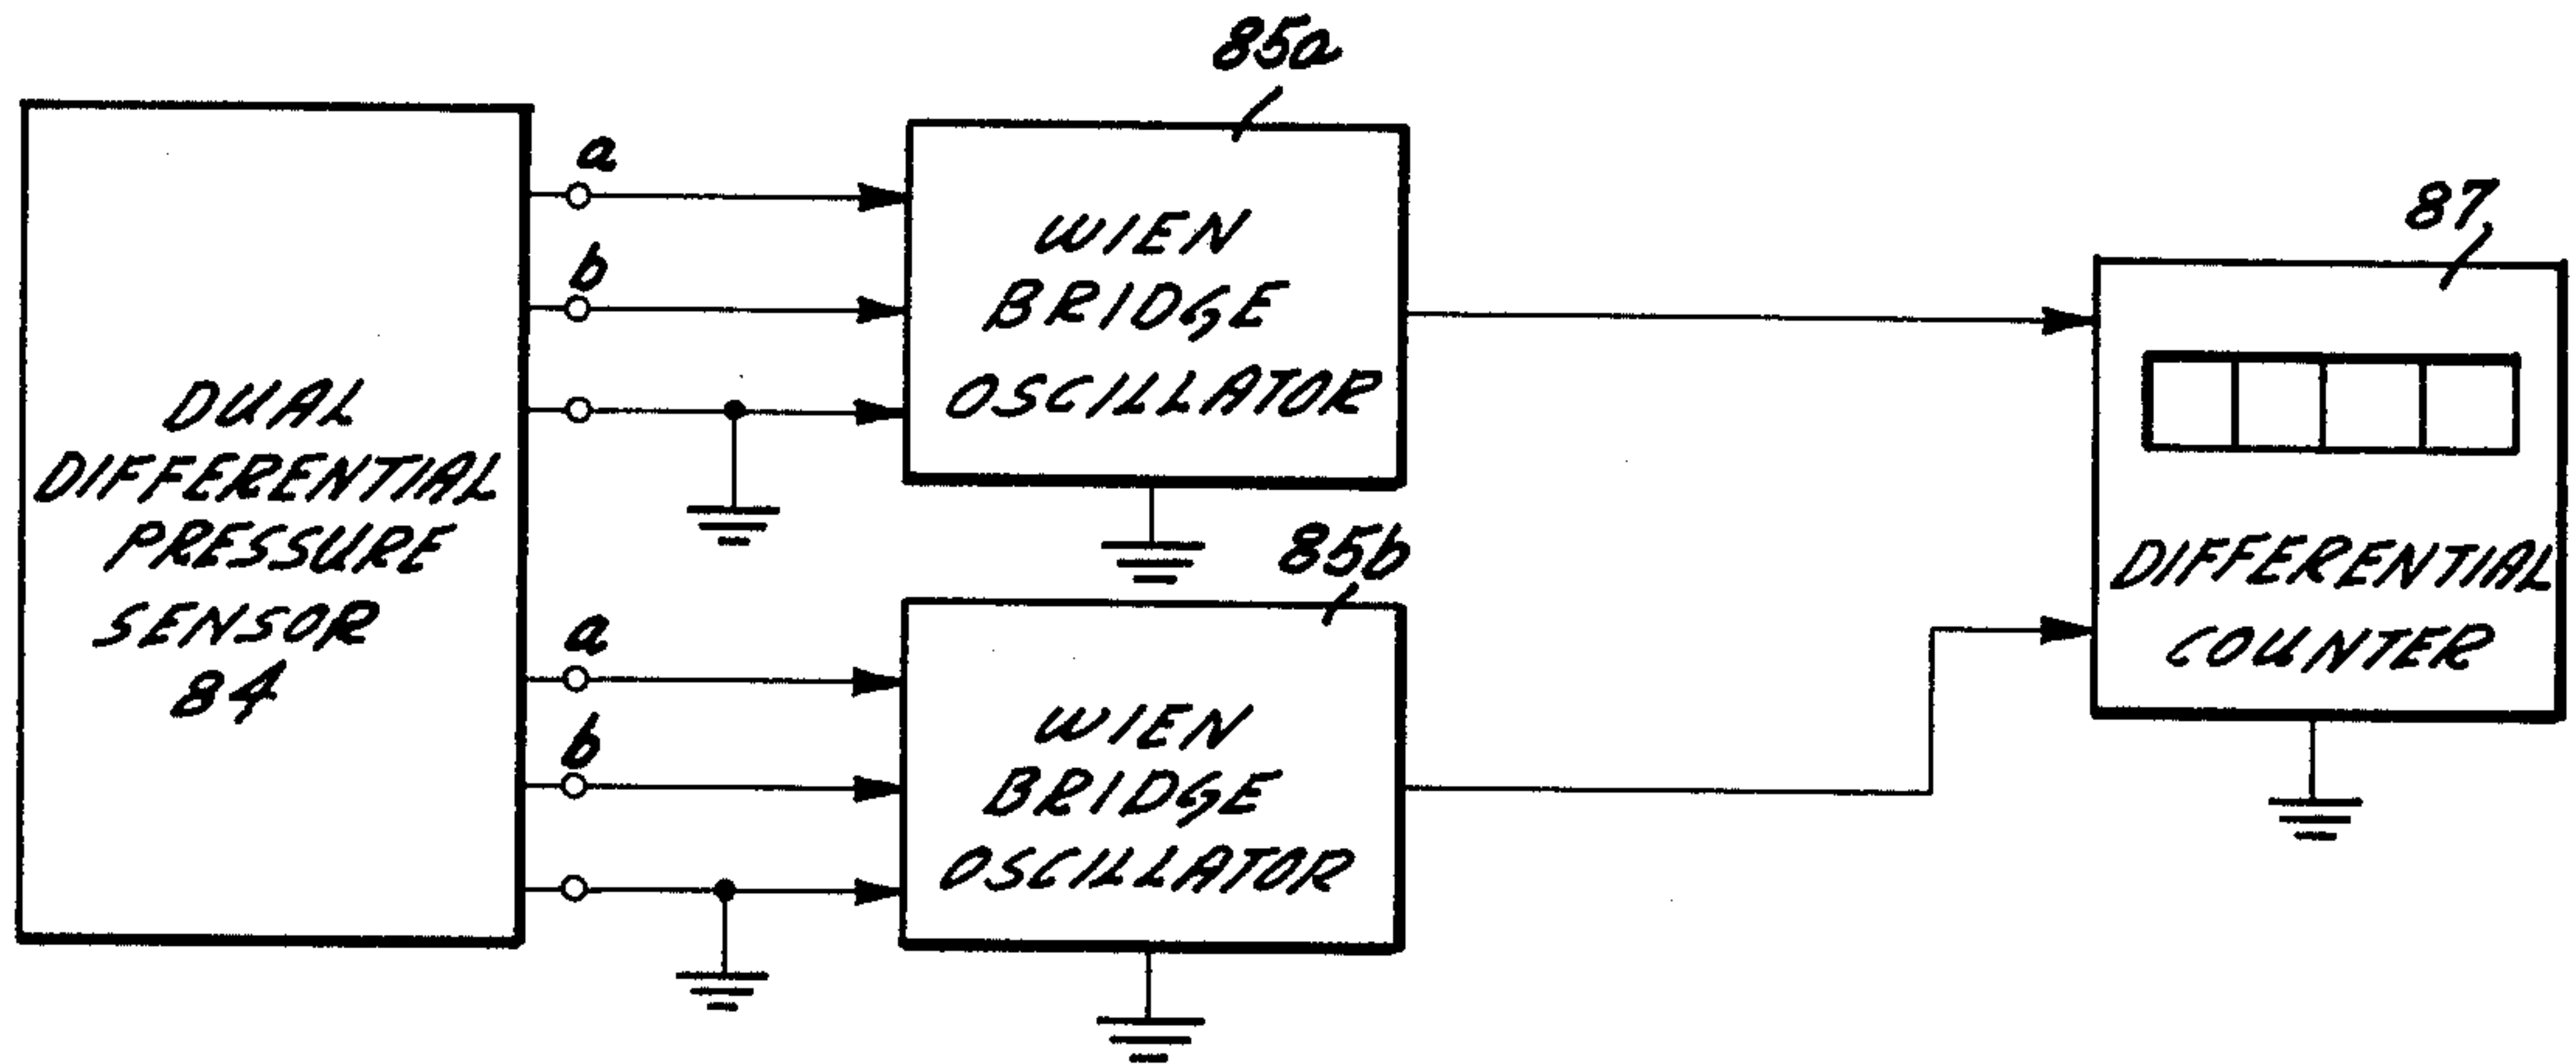 85a
a
b
WIEN
BRIDGE
OSCILLATOR
87
DUAL
DIFFERENTIAL
PRESSURE
SENSOR
84
85b
a
b
WIEN
BRIDGE
OSCILLATOR
DIFFERENTIAL
COUNTER